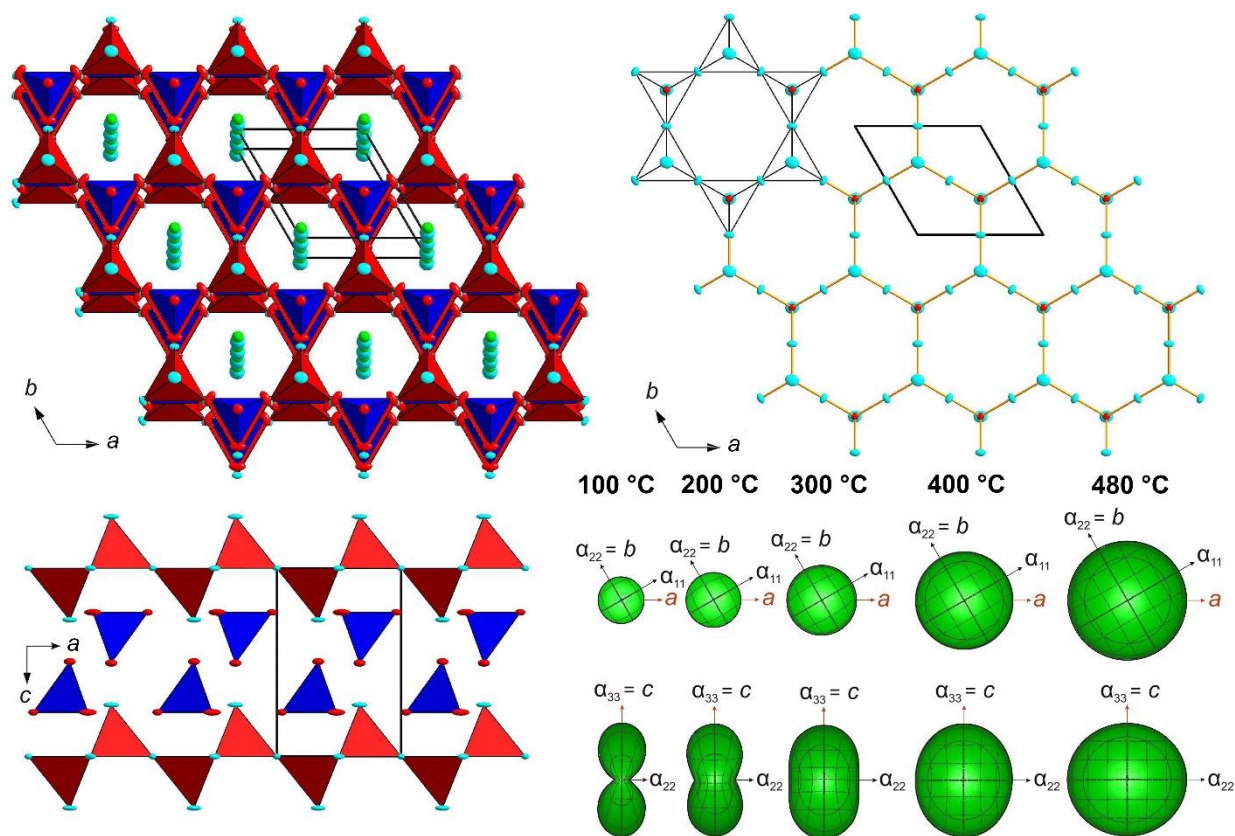 b
a
b
a
100 °C 200 °C 300 °C 400 °C 480 °C
α₂₂ = b α₂₂ = b α₂₂ = b α₂₂ = b α₂₂ = b
α₁₁ α₁₁ α₁₁ α₁₁ α₁₁
a a a a a
a
c
α₃₃ = c α₃₃ = c α₃₃ = c α₃₃ = c α₃₃ = c
α₂₂ α₂₂ α₂₂ α₂₂ α₂₂